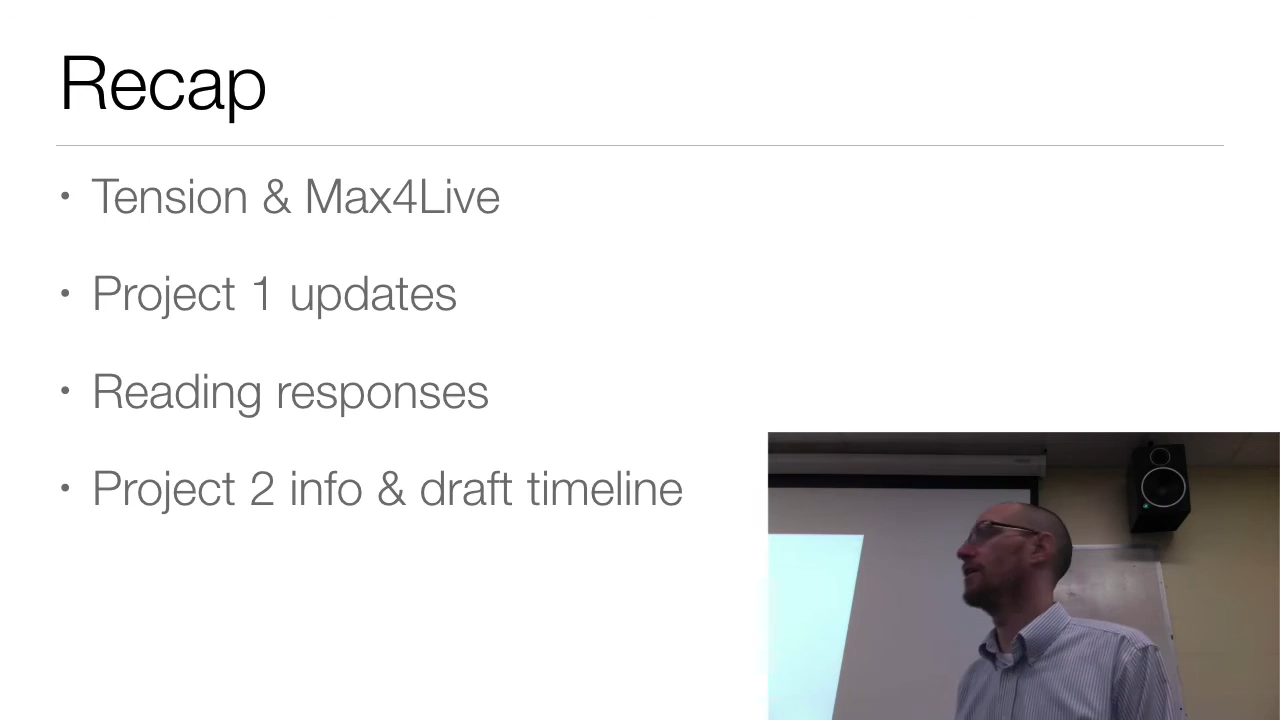 Recap
• Tension & Max4Live
• Project 1 updates
• Reading responses
• Project 2 info & draft timeline